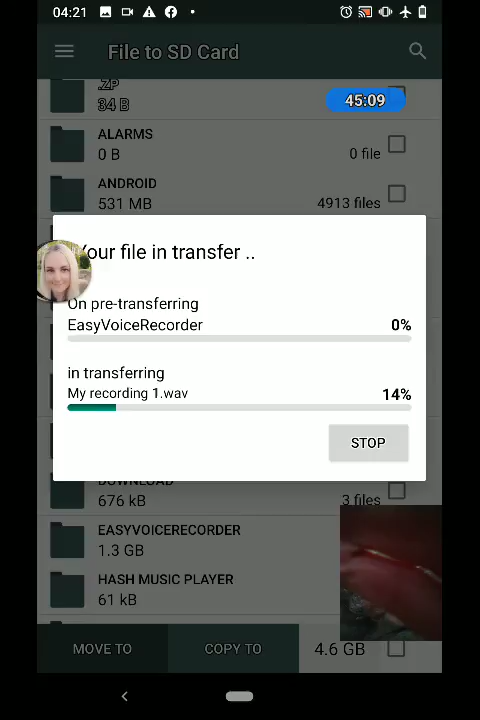 04:21
File to SD Card
.ZP
34 B
45:09
ALARMS
0 B
0 file
ANDROID
531 MB
4913 files
Your file in transfer ..
On pre-transferring
EasyVoiceRecorder
0%
in transferring
My recording 1.wav
14%
STOP
DOWNLOAD
676 kB
3 files
EASYVOICERECORDER
1.3 GB
HASH MUSIC PLAYER
61 kB
MOVE TO
COPY TO
4.6 GB